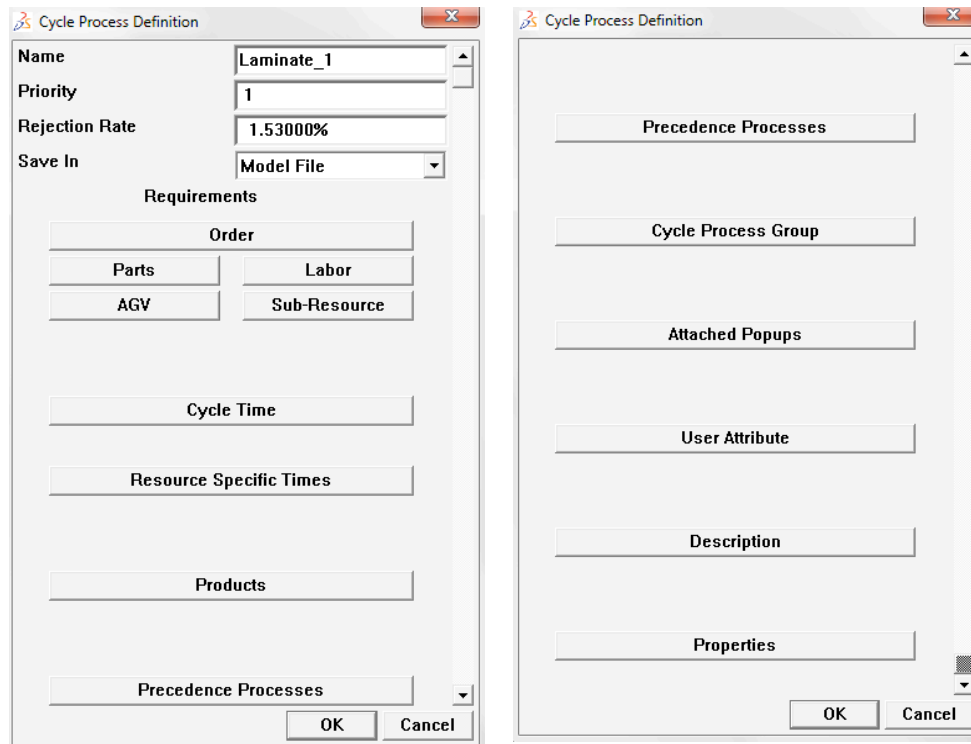 Cycle Process Definition
Name
Laminate_1
Priority
1
Rejection Rate
1.53000%
Save In
Model File
Requirements
Order
Parts
Labor
AGV
Sub-Resource
Cycle Time
Resource Specific Times
Products
Precedence Processes
OK
Cancel
Cycle Process Definition
Precedence Processes
Cycle Process Group
Attached Popups
User Attribute
Description
Properties
OK
Cancel